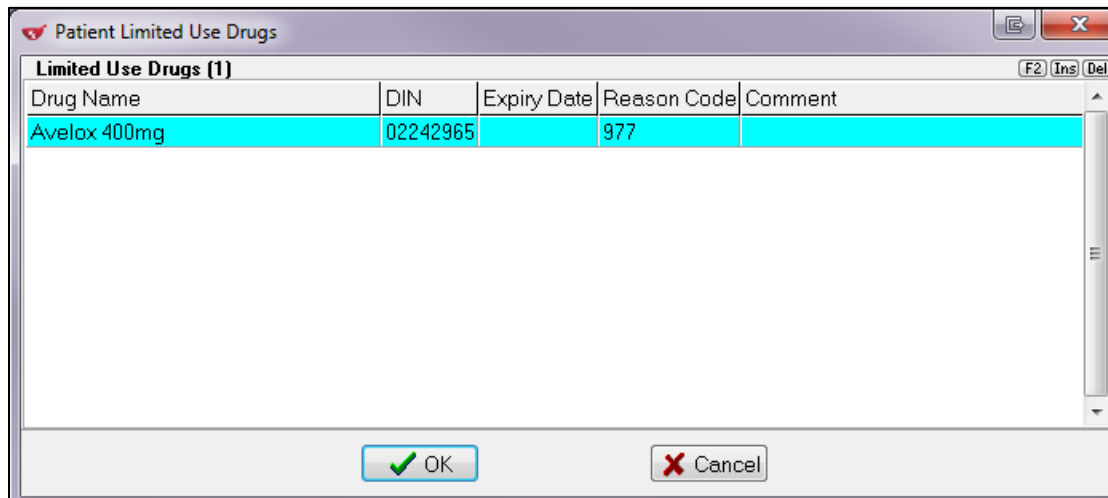 Patient Limited Use Drugs
Limited Use Drugs (1) F2 Ins Del
Drug Name DIN Expiry Date Reason Code Comment
Avelox 400mg 02242965 977
OK Cancel